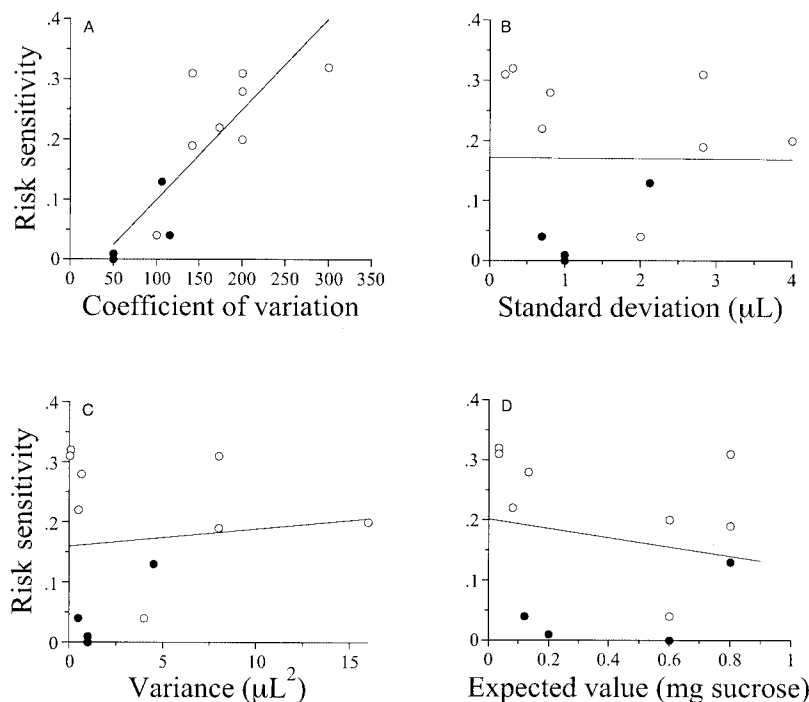 A
Risk sensitivity
.4
.3
.2
.1
0
0 50 100 150 200 250 300 350
Coefficient of variation
B
.4
.3
.2
.1
0
0 1 2 3 4
Standard deviation (μL)
C
Risk sensitivity
.4
.3
.2
.1
0
0 5 10 15
Variance (μL²)
D
.4
.3
.2
.1
0
0 0.2 0.4 0.6 0.8 1
Expected value (mg sucrose)